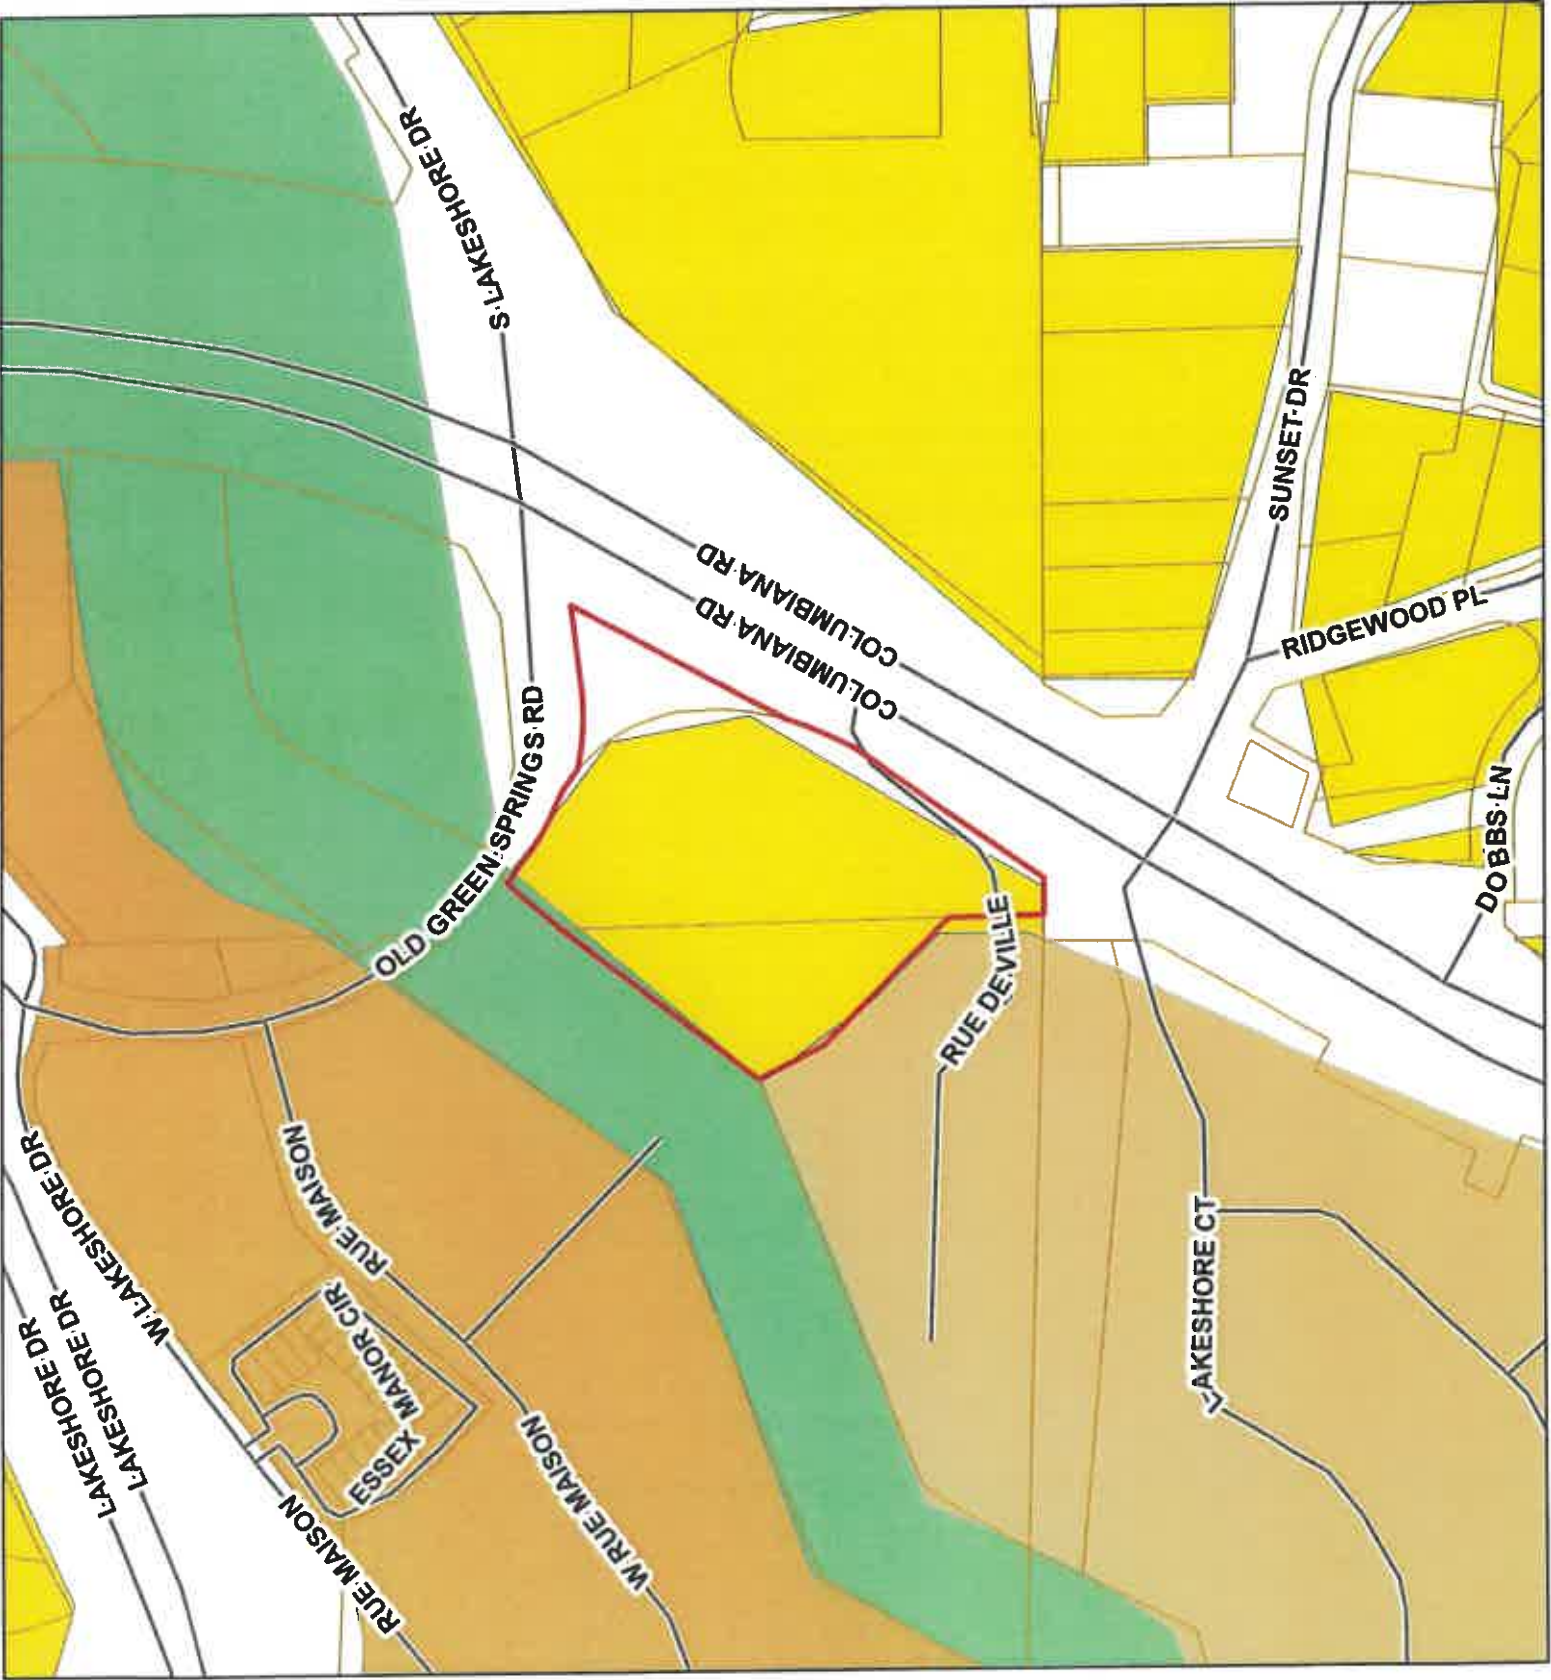 S LAKESHORE DR
COLUMBIANA RD
COLUMBIANA RD
SUNSET DR
RIDGEWOOD PL
DOBBS LN
OLD GREEN SPRINGS RD
RUE DEVILLE
LAKESHORE CT
RUE MAISON
W LAKESHORE DR
LAKESHORE DR
LAKESHORE DR
ESSEX MANOR CIR
W RUE MAISON
RUE MAISON